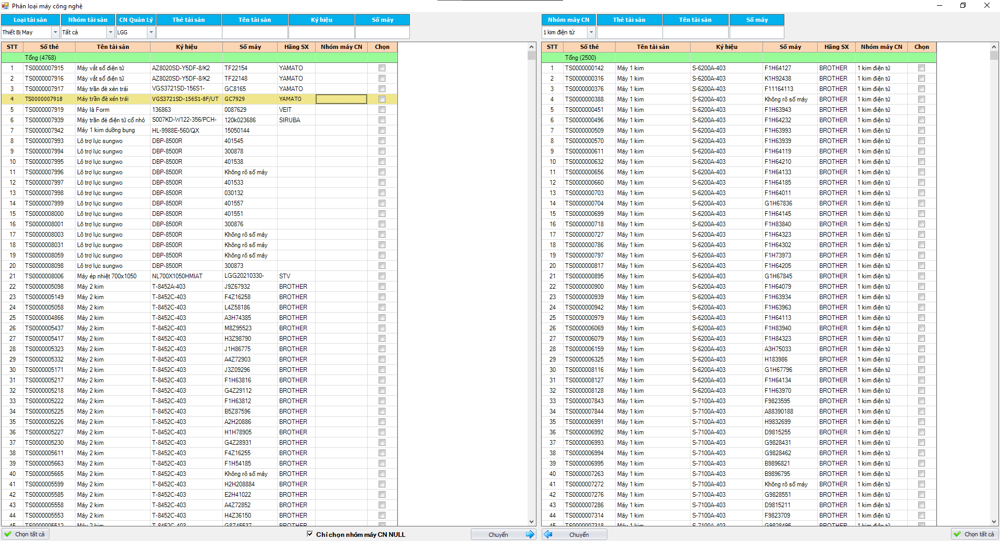 Phân loại máy công nghệ
Loại tài sản Nhóm tài sản CN Quản Lý Thẻ tài sản Tên tài sản Ký hiệu Số máy
Thiết Bị May Tất cả LGG
STT Số thẻ Tên tài sản Ký hiệu Số máy Hãng SX Nhóm máy CN Chọn
Tổng (4768)
1 TS0000007915 Máy vắt sổ điện tử AZ8020SD-Y5DF-8/K2 TF22154 YAMATO
2 TS0000007916 Máy vắt sổ điện tử AZ8020SD-Y5DF-8/K2 TF22148 YAMATO
3 TS0000007917 Máy trần đè xén trái VGS3721SD-156S1- GC8165 YAMATO
4 TS0000007918 Máy trần đè xén trái VGS3721SD-156S1-8F/UT GC7929 YAMATO
5 TS0000007919 Máy là Form 136863 0087629 VEIT
6 TS0000007939 Máy trần đè điện tử cổ nhỏ S007KD-W122-356/PCH- 120k023686 SIRUBA
7 TS0000007942 Máy 1 kim dưỡng bụng HL-9988E-560/QX 15050144
8 TS0000007993 Lô trợ lực sungwo DBP-8500R 401545
9 TS0000007994 Lô trợ lực sungwo DBP-8500R 300878
10 TS0000007995 Lô trợ lực sungwo DBP-8500R 401538
11 TS0000007996 Lô trợ lực sungwo DBP-8500R Không rõ số máy
12 TS0000007997 Lô trợ lực sungwo DBP-8500R 401533
13 TS0000007998 Lô trợ lực sungwo DBP-8500R 030132
14 TS0000007999 Lô trợ lực sungwo DBP-8500R 401557
15 TS0000008000 Lô trợ lực sungwo DBP-8500R 401551
16 TS0000008001 Lô trợ lực sungwo DBP-8500R 300876
17 TS0000008003 Lô trợ lực sungwo DBP-8500R Không rõ số máy
18 TS0000008031 Lô trợ lực sungwo DBP-8500R Không rõ số máy
19 TS0000008059 Lô trợ lực sungwo DBP-8500R Không rõ số máy
20 TS0000008098 Lô trợ lực sungwo DBP-8500R 300873
21 TS0000008006 Máy ép nhiệt 700x1050 NL700X1050HMIAT LGG20210330- STV
22 TS0000005098 Máy 2 kim T-8452A-403 J9Z67932 BROTHER
23 TS0000005149 Máy 2 kim T-8452C-403 F4Z16258 BROTHER
24 TS0000005058 Máy 2 kim T-8452C-403 L4Z58186 BROTHER
25 TS0000004866 Máy 2 kim T-8452C-403 A3H74385 BROTHER
26 TS0000005437 Máy 2 kim T-8452C-403 M8Z95523 BROTHER
27 TS0000005417 Máy 2 kim T-8452C-403 H3Z98790 BROTHER
28 TS0000005323 Máy 2 kim T-8452C-403 J1H86775 BROTHER
29 TS0000005332 Máy 2 kim T-8452C-403 A4Z72903 BROTHER
30 TS0000005171 Máy 2 kim T-8452C-403 J3Z09296 BROTHER
31 TS0000005217 Máy 2 kim T-8452C-403 F1H63816 BROTHER
32 TS0000005218 Máy 2 kim T-8452C-403 G4Z29112 BROTHER
33 TS0000005222 Máy 2 kim T-8452C-403 F1H63812 BROTHER
34 TS0000005225 Máy 2 kim T-8452C-403 B5Z87596 BROTHER
35 TS0000005226 Máy 2 kim T-8452C-403 A2H20886 BROTHER
36 TS0000005227 Máy 2 kim T-8452C-403 H1H78905 BROTHER
37 TS0000005230 Máy 2 kim T-8452C-403 G4Z28931 BROTHER
38 TS0000005611 Máy 2 kim T-8452C-403 F4Z16255 BROTHER
39 TS0000005663 Máy 2 kim T-8452C-403 F1H54185 BROTHER
40 TS0000005665 Máy 2 kim T-8452C-403 Không rõ số máy BROTHER
41 TS0000005599 Máy 2 kim T-8452C-403 H2H208884 BROTHER
42 TS0000005585 Máy 2 kim T-8452C-403 E2H41022 BROTHER
43 TS0000005558 Máy 2 kim T-8452C-403 A4Z72852 BROTHER
44 TS0000005553 Máy 2 kim T-8452C-403 H4Z36150 BROTHER
Chọn tất cả Chỉ chọn nhóm máy CN NULL Chuyển
Nhóm máy CN Thẻ tài sản Tên tài sản Số máy
1 kim điện tử
STT Số thẻ Tên tài sản Ký hiệu Số máy Hãng SX Nhóm máy CN Chọn
Tổng (2500)
1 TS0000000142 Máy 1 kim S-6200A-403 F1H64127 BROTHER 1 kim điện tử
2 TS0000000316 Máy 1 kim S-6200A-403 K1H92438 BROTHER 1 kim điện tử
3 TS0000000376 Máy 1 kim S-6200A-403 F11164113 BROTHER 1 kim điện tử
4 TS0000000388 Máy 1 kim S-6200A-403 Không rõ số máy BROTHER 1 kim điện tử
5 TS0000000451 Máy 1 kim S-6200A-403 F1H63943 BROTHER 1 kim điện tử
6 TS0000000496 Máy 1 kim S-6200A-403 F1H64232 BROTHER 1 kim điện tử
7 TS0000000509 Máy 1 kim S-6200A-403 F1H63993 BROTHER 1 kim điện tử
8 TS0000000570 Máy 1 kim S-6200A-403 F1H63939 BROTHER 1 kim điện tử
9 TS0000000611 Máy 1 kim S-6200A-403 F1H64119 BROTHER 1 kim điện tử
10 TS0000000632 Máy 1 kim S-6200A-403 F1H64210 BROTHER 1 kim điện tử
11 TS0000000656 Máy 1 kim S-6200A-403 F1H64133 BROTHER 1 kim điện tử
12 TS0000000660 Máy 1 kim S-6200A-403 F1H64185 BROTHER 1 kim điện tử
13 TS0000000703 Máy 1 kim S-6200A-403 F1H64011 BROTHER 1 kim điện tử
14 TS0000000704 Máy 1 kim S-6200A-403 G1H67836 BROTHER 1 kim điện tử
15 TS0000000699 Máy 1 kim S-6200A-403 F1H64145 BROTHER 1 kim điện tử
16 TS0000000718 Máy 1 kim S-6200A-403 F1H83840 BROTHER 1 kim điện tử
17 TS0000000727 Máy 1 kim S-6200A-403 F1H64323 BROTHER 1 kim điện tử
18 TS0000000786 Máy 1 kim S-6200A-403 F1H64302 BROTHER 1 kim điện tử
19 TS0000000797 Máy 1 kim S-6200A-403 F1H73973 BROTHER 1 kim điện tử
20 TS0000000817 Máy 1 kim S-6200A-403 F1H64205 BROTHER 1 kim điện tử
21 TS0000000895 Máy 1 kim S-6200A-403 G1H67845 BROTHER 1 kim điện tử
22 TS0000000900 Máy 1 kim S-6200A-403 F1H64079 BROTHER 1 kim điện tử
23 TS0000000939 Máy 1 kim S-6200A-403 F1H63934 BROTHER 1 kim điện tử
24 TS0000000942 Máy 1 kim S-6200A-403 F1H63963 BROTHER 1 kim điện tử
25 TS0000000979 Máy 1 kim S-6200A-403 F1H64113 BROTHER 1 kim điện tử
26 TS0000006069 Máy 1 kim S-6200A-403 F1H83940 BROTHER 1 kim điện tử
27 TS0000006079 Máy 1 kim S-6200A-403 F1H84323 BROTHER 1 kim điện tử
28 TS0000006159 Máy 1 kim S-6200A-403 A3H75033 BROTHER 1 kim điện tử
29 TS0000006325 Máy 1 kim S-6200A-403 H183986 BROTHER 1 kim điện tử
30 TS0000008116 Máy 1 kim S-6200A-403 G1H67796 BROTHER 1 kim điện tử
31 TS0000008127 Máy 1 kim S-6200A-403 F1H64134 BROTHER 1 kim điện tử
32 TS0000008128 Máy 1 kim S-6200A-403 F1H63970 BROTHER 1 kim điện tử
33 TS0000007843 Máy 1 kim S-7100A-403 F9823595 BROTHER 1 kim điện tử
34 TS0000007844 Máy 1 kim S-7100A-403 A88390188 BROTHER 1 kim điện tử
35 TS0000006991 Máy 1 kim S-7100A-403 H9832699 BROTHER 1 kim điện tử
36 TS0000006992 Máy 1 kim S-7100A-403 D9815255 BROTHER 1 kim điện tử
37 TS0000006993 Máy 1 kim S-7100A-403 G9828431 BROTHER 1 kim điện tử
38 TS0000006994 Máy 1 kim S-7100A-403 G9828462 BROTHER 1 kim điện tử
39 TS0000006995 Máy 1 kim S-7100A-403 B9896821 BROTHER 1 kim điện tử
40 TS0000007263 Máy 1 kim S-7100A-403 B9896795 BROTHER 1 kim điện tử
41 TS0000007272 Máy 1 kim S-7100A-403 Không rõ số máy BROTHER 1 kim điện tử
42 TS0000007276 Máy 1 kim S-7100A-403 G9828551 BROTHER 1 kim điện tử
43 TS0000007286 Máy 1 kim S-7100A-403 D9815211 BROTHER 1 kim điện tử
44 TS0000007314 Máy 1 kim S-7100A-403 F9823709 BROTHER 1 kim điện tử
Chuyển Chọn tất cả